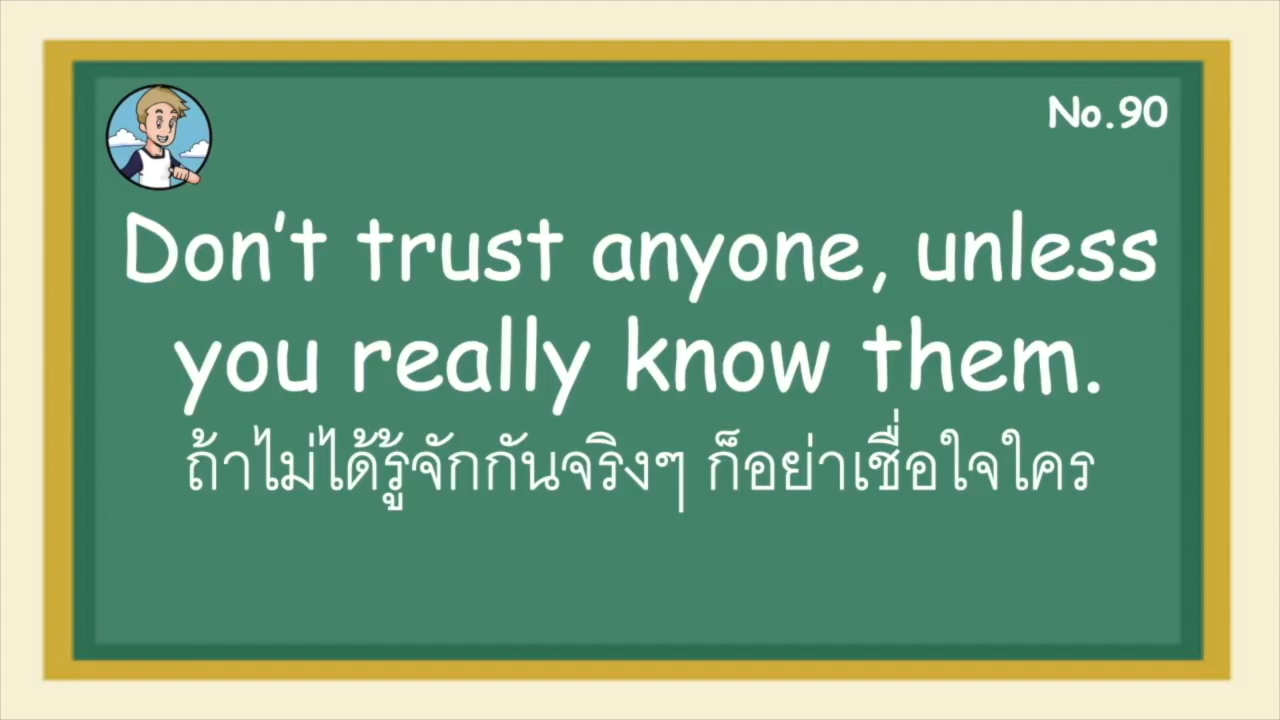 No.90
Don't trust anyone, unless
you really know them.
ถ้าไม่ได้รู้จักกันจริงๆ ก็อย่าเชื่อใจใคร